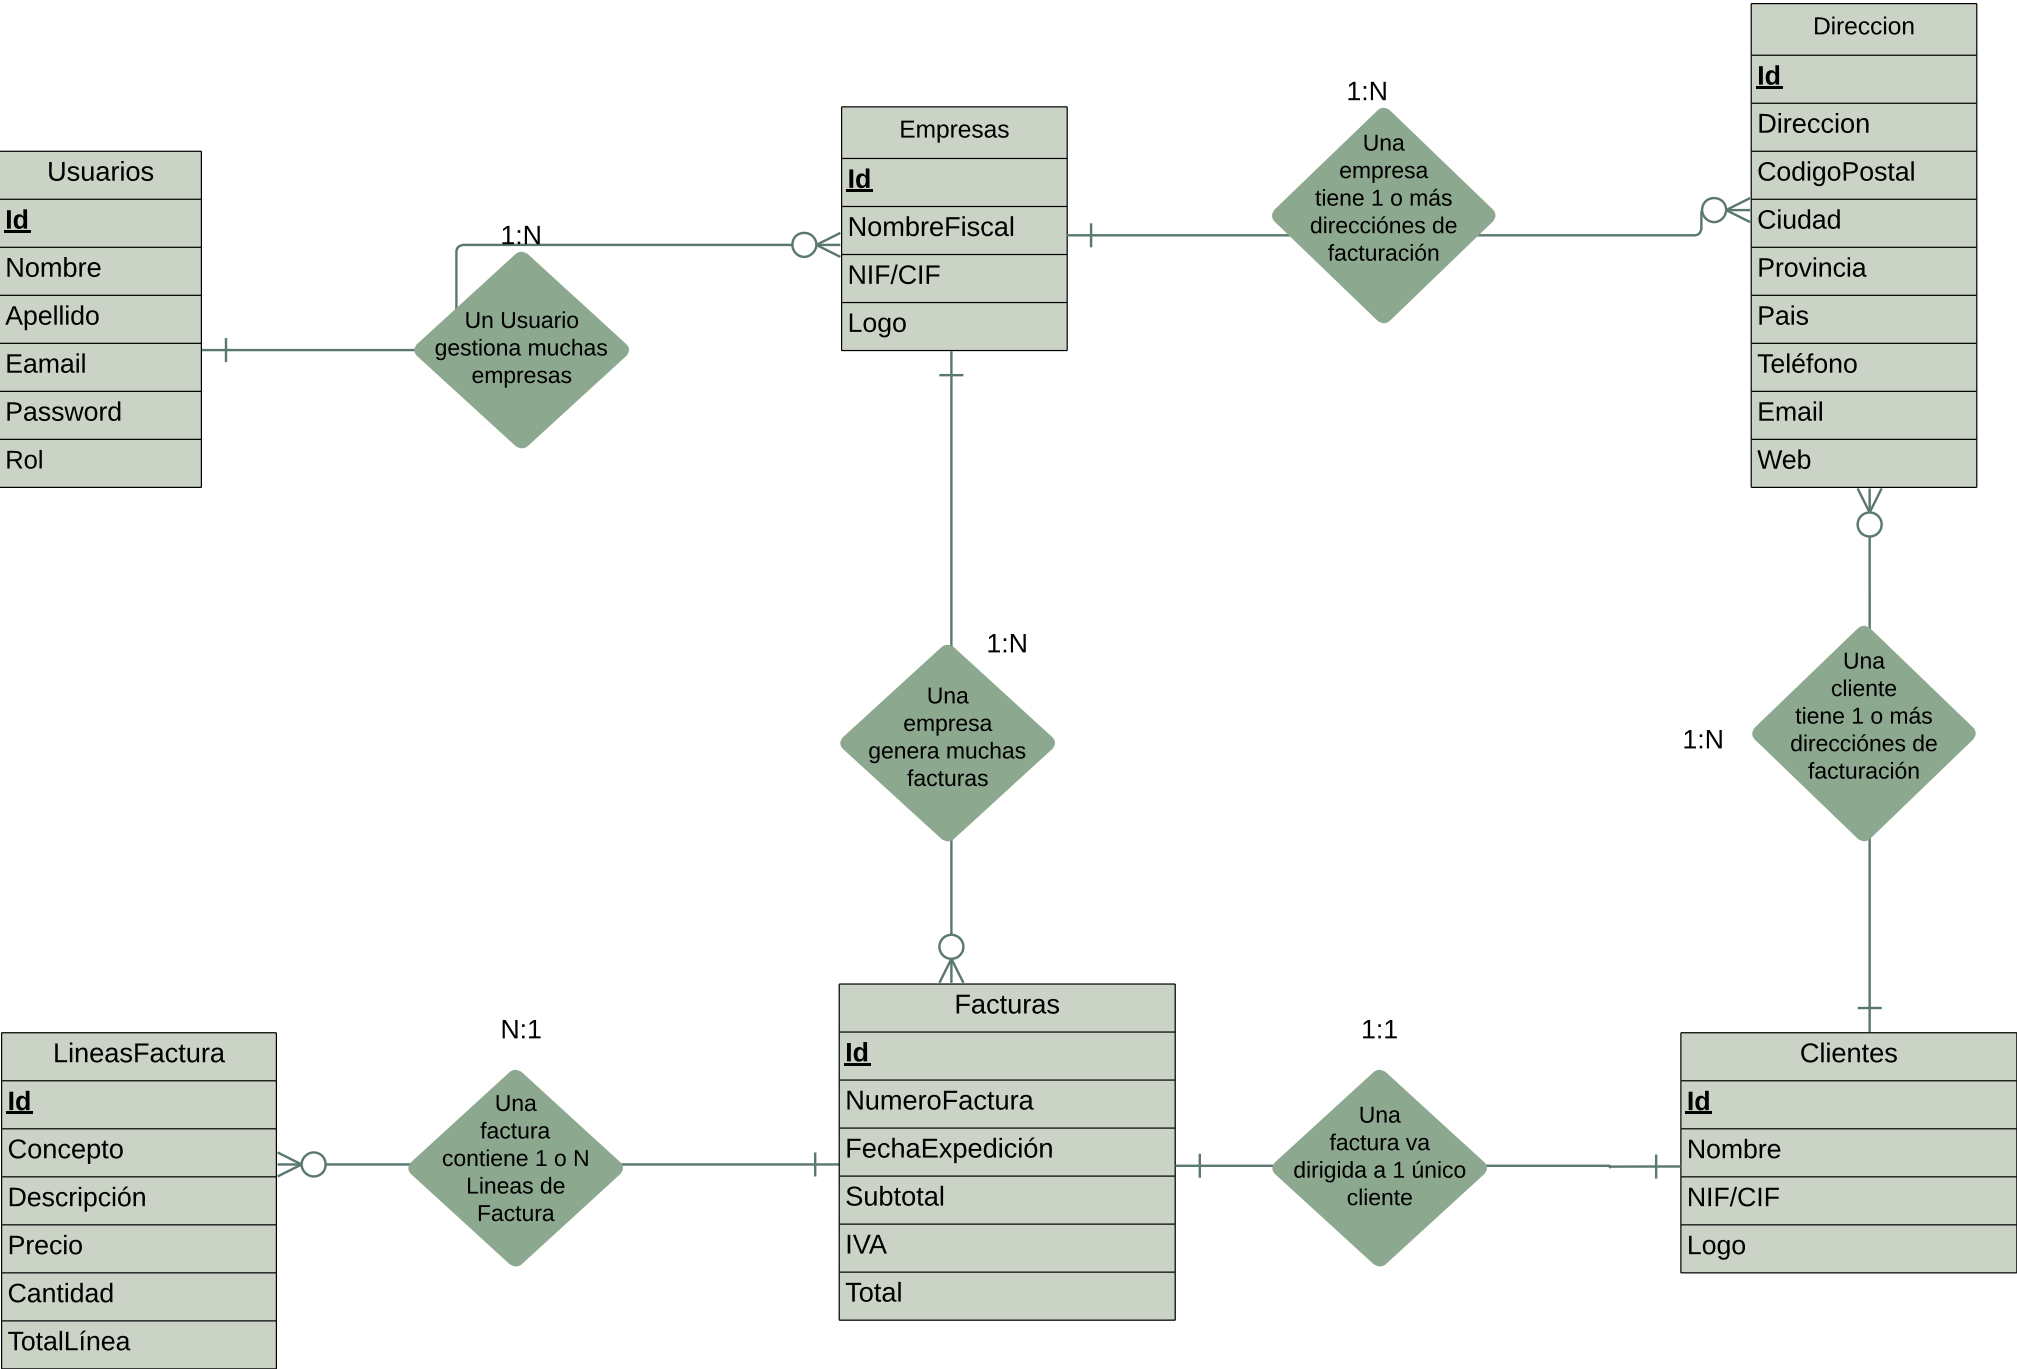 Direccion
Id
Direccion
CodigoPostal
Ciudad
Provincia
Pais
Teléfono
Email
Web
1:N
Una
empresa
tiene 1 o más
direcciónes de
facturación
Empresas
Id
NombreFiscal
NIF/CIF
Logo
Usuarios
Id
Nombre
Apellido
Eamail
Password
Rol
1:N
Un Usuario
gestiona muchas
empresas
1:N
Una
empresa
genera muchas
facturas
1:N
Una
cliente
tiene 1 o más
direcciónes de
facturación
LineasFactura
Id
Concepto
Descripción
Precio
Cantidad
TotalLínea
N:1
Una
factura
contiene 1 o N
Lineas de
Factura
Facturas
Id
NumeroFactura
FechaExpedición
Subtotal
IVA
Total
1:1
Una
factura va
dirigida a 1 único
cliente
Clientes
Id
Nombre
NIF/CIF
Logo